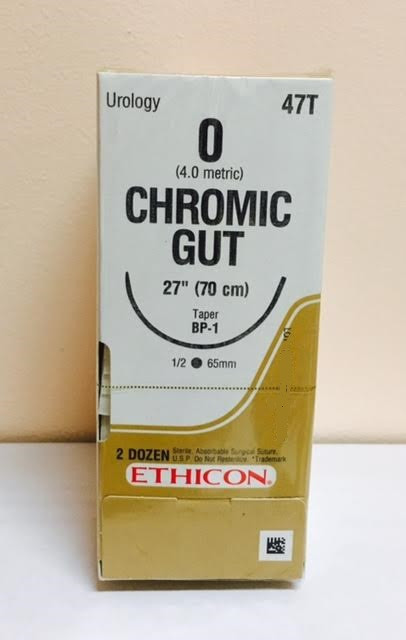 Urology
47T
0
(4.0 metric)
CHROMIC
GUT
27" (70 cm)
Taper
BP-1
1/2 ● 65mm
2 DOZEN Sterile, Absorbable Surgical Suture,
U.S.P. Do Not Resterilize. *Trademark
ETHICON®